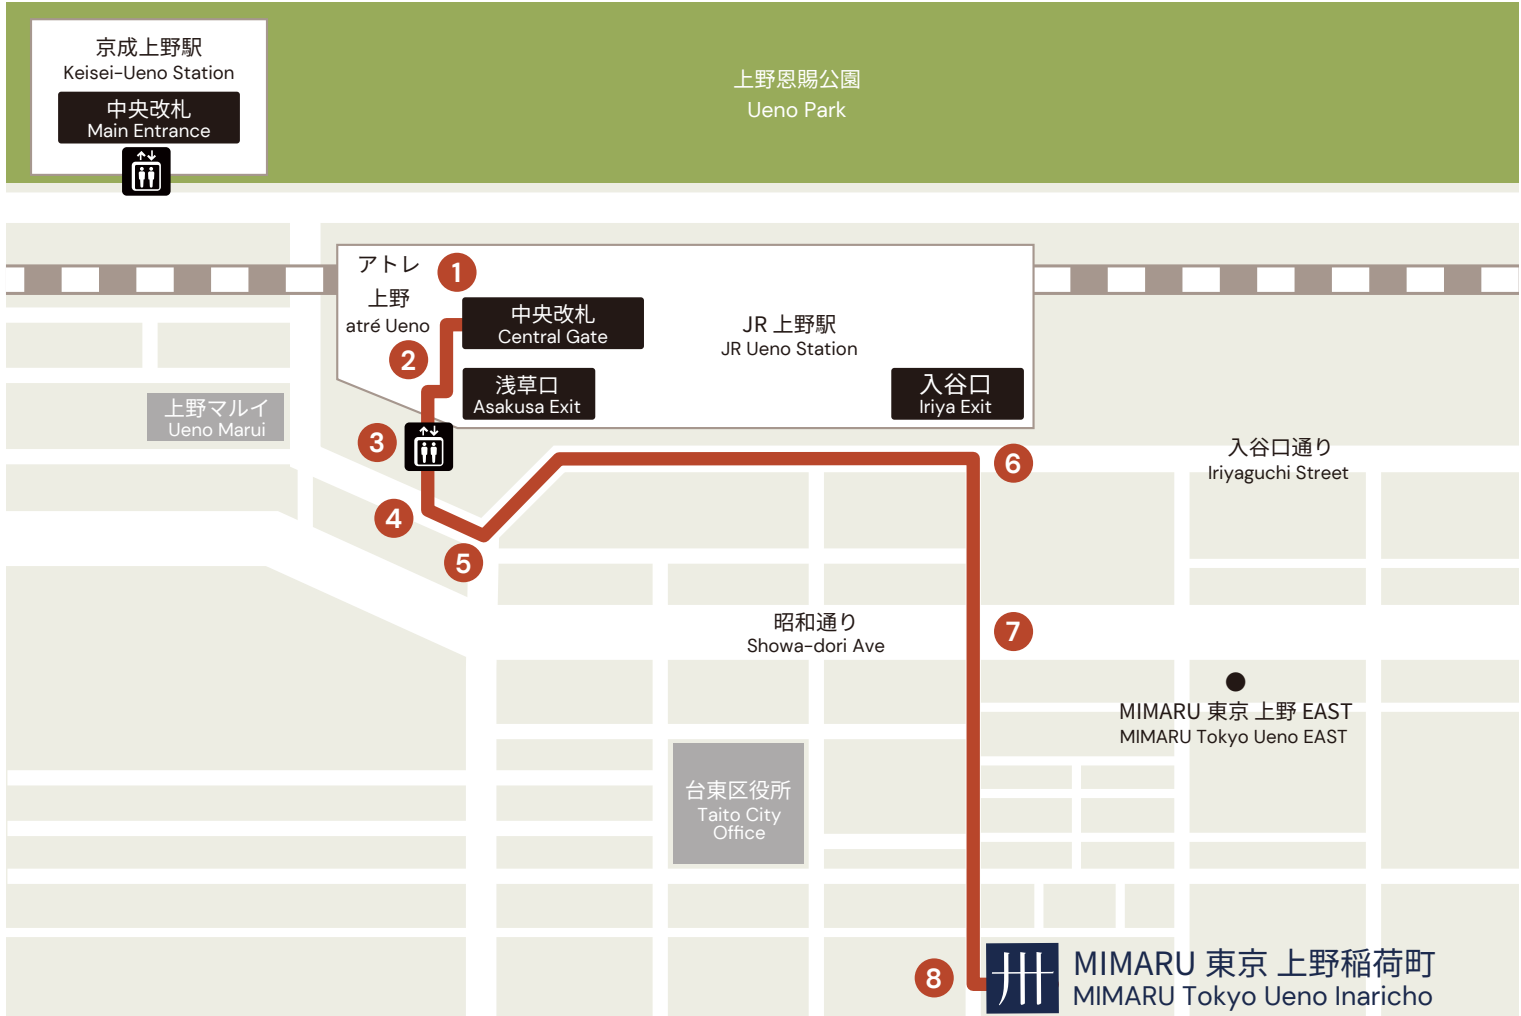 京成上野駅
Keisei-Ueno Station
中央改札
Main Entrance
上野恩賜公園
Ueno Park
アトレ
上野
atré Ueno
1
中央改札
Central Gate
2
JR 上野駅
JR Ueno Station
浅草口
Asakusa Exit
入谷口
Iriya Exit
上野マルイ
Ueno Marui
3
入谷口通り
Iriyaguchi Street
6
4
5
昭和通り
Showa-dori Ave
7
MIMARU 東京 上野 EAST
MIMARU Tokyo Ueno EAST
台東区役所
Taito City
Office
8
MIMARU 東京 上野稲荷町
MIMARU Tokyo Ueno Inaricho